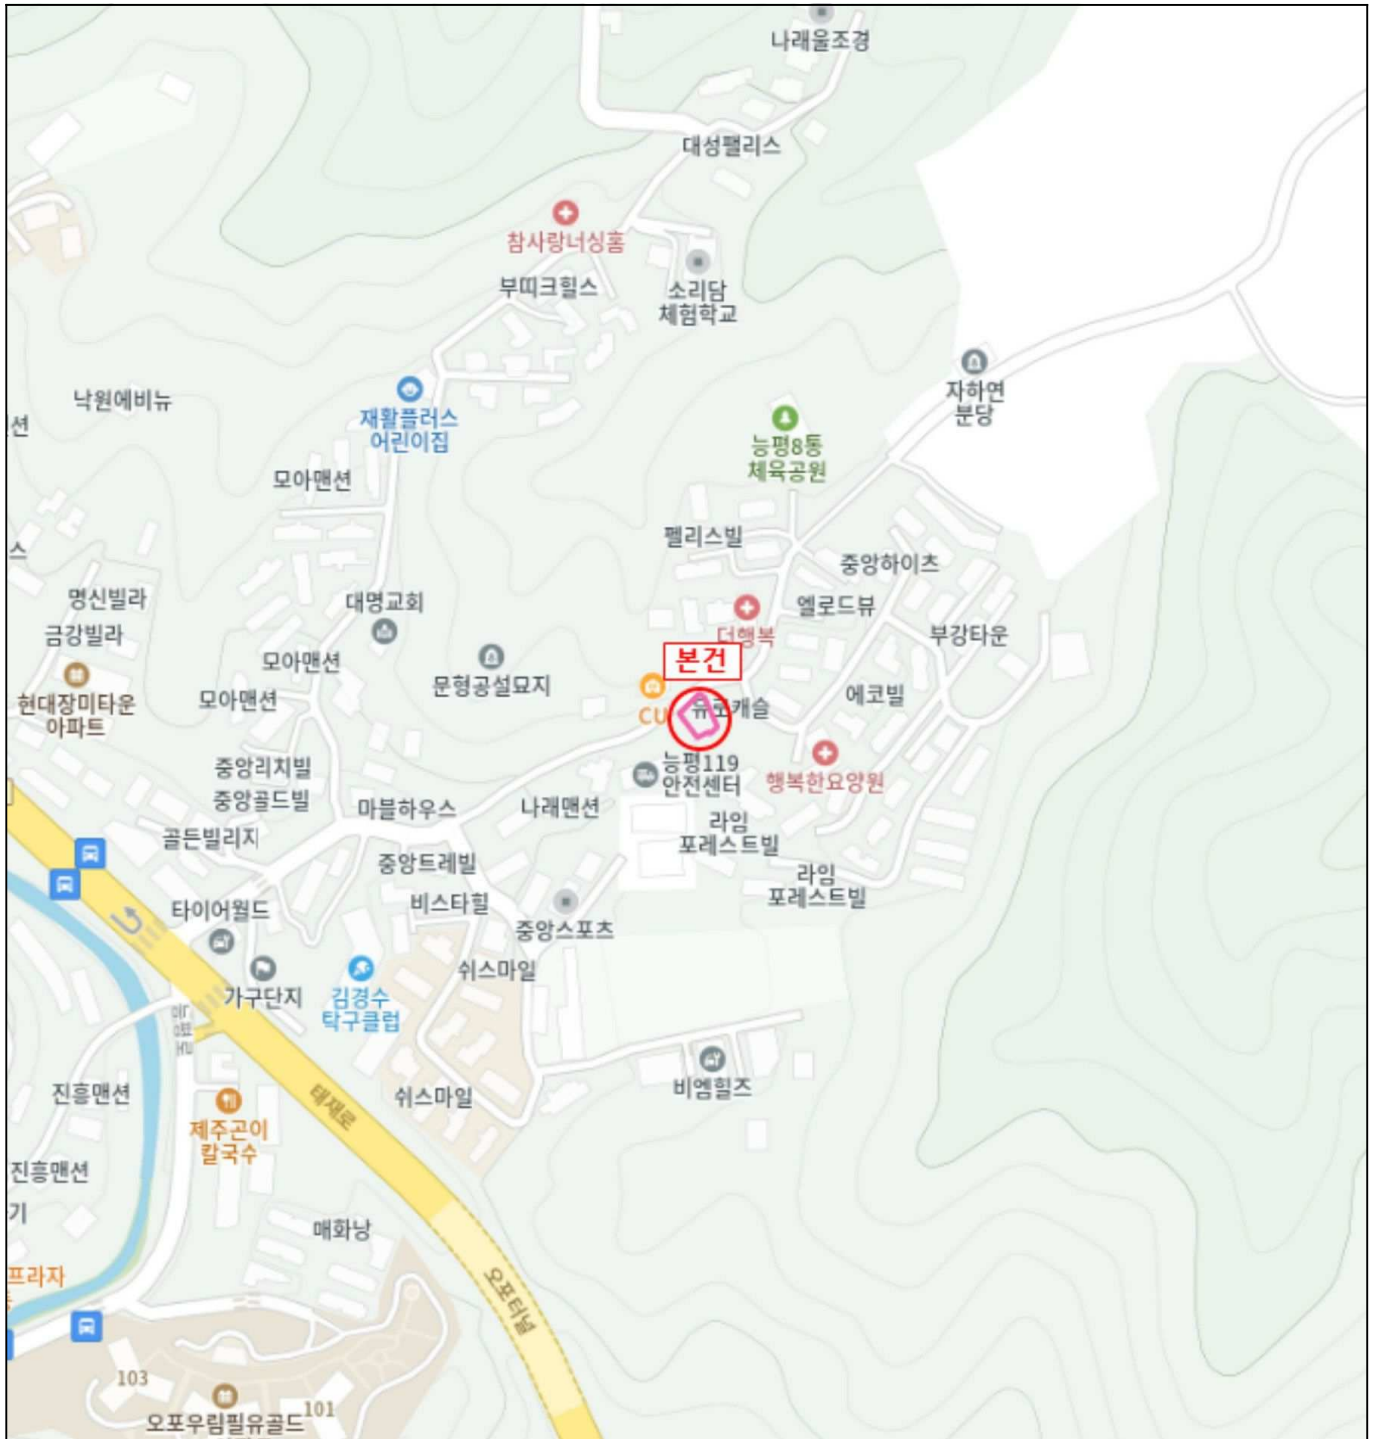 나래울조경
대성팰리스
참사랑너싱홈
부띠크힐스
소리담
체험학교
자하연
분당
낙원에비뉴
션
재활플러스
어린이집
능평8통
체육공원
모아맨션
펠리스빌
중앙하이츠
스
명신빌라
대명교회
엘로드뷰
더행복
금강빌라
부강타운
본건
모아맨션
문형공설묘지
에코빌
현대장미타운
아파트
모아맨션
CU
유로캐슬
중앙리치빌
능평119
안전센터
행복한요양원
중앙골드빌
마블하우스
나래맨션
골든빌리지
라임
포레스트빌
중앙트레빌
라임
포레스트빌
타이어월드
비스타힐
중앙스포츠
쉬스마일
가구단지
김경수
탁구클럽
능평로
진흥맨션
태재로
쉬스마일
비엠힐즈
제주곤이
칼국수
진흥맨션
기
매화낭
프라자
오포터널
103
101
오포우림필유골드